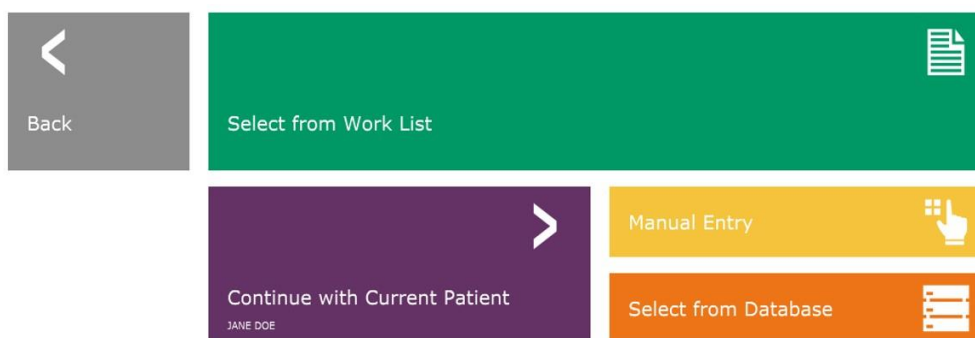 Back
Select from Work List
Continue with Current Patient
JANE DOE
Manual Entry
Select from Database